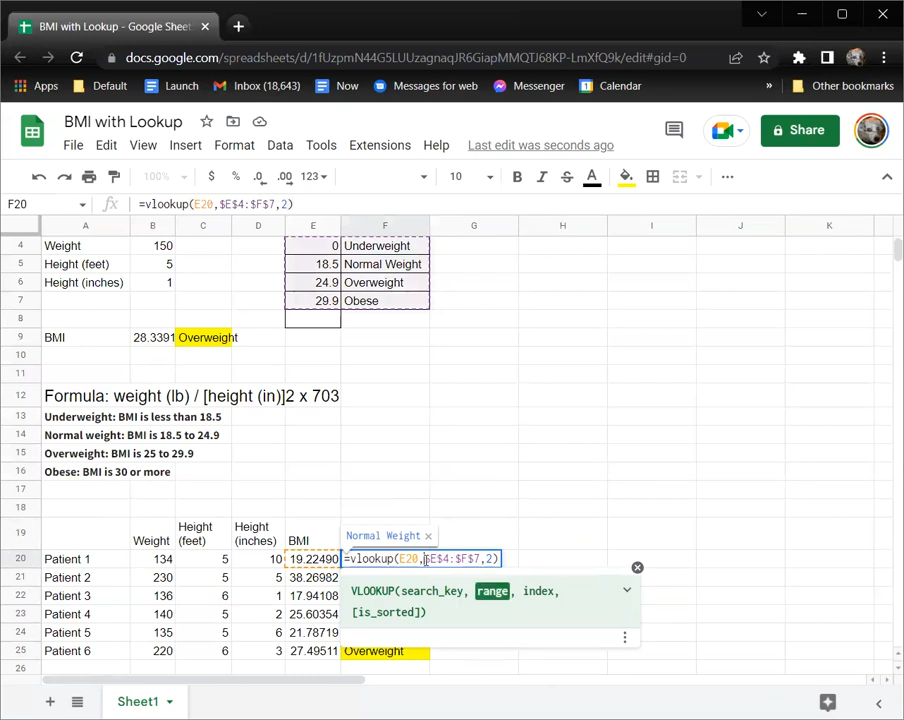 BMI with Lookup - Google Sheet
docs.google.com/spreadsheets/d/1fUzpmN44G5LUUzagnaqJR6GiapMMQTJ68KP-LmXfQ9k/edit#gid=0
Apps Default Launch Inbox (18,643) Now Messages for web Messenger Calendar » Other bookmarks
BMI with Lookup
File Edit View Insert Format Data Tools Extensions Help Last edit was seconds ago
Share
100% $ % .0 .00 123 10 B I S A
F20 fx =vlookup(E20,$E$4:$F$7,2)
A B C D E F G H I J K
4 Weight 150 0 Underweight
5 Height (feet) 5 18.5 Normal Weight
6 Height (inches) 1 24.9 Overweight
7 29.9 Obese
8
9 BMI 28.3391 Overweight
10
11
12 Formula: weight (lb) / [height (in)]2 x 703
13 Underweight: BMI is less than 18.5
14 Normal weight: BMI is 18.5 to 24.9
15 Overweight: BMI is 25 to 29.9
16 Obese: BMI is 30 or more
17
18
19 Weight Height (feet) Height (inches) BMI
Normal Weight ×
20 Patient 1 134 5 10 19.22490 =vlookup(E20,$E$4:$F$7,2)
21 Patient 2 230 5 5 38.26982
22 Patient 3 136 6 1 17.94108
23 Patient 4 140 5 2 25.60354
24 Patient 5 135 5 6 21.78719
25 Patient 6 220 6 3 27.49511 Overweight
26
VLOOKUP(search_key, range, index,
[is_sorted])
Sheet1